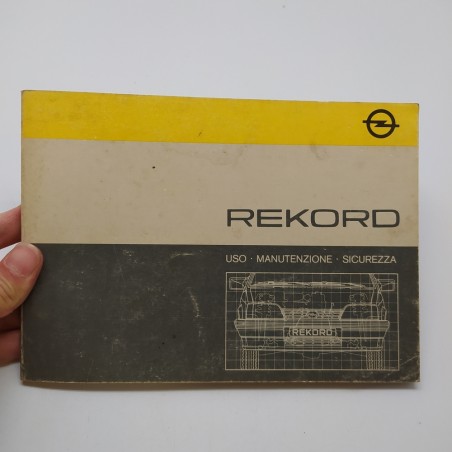 REKORD
USO · MANUTENZIONE · SICUREZZA
REKORD